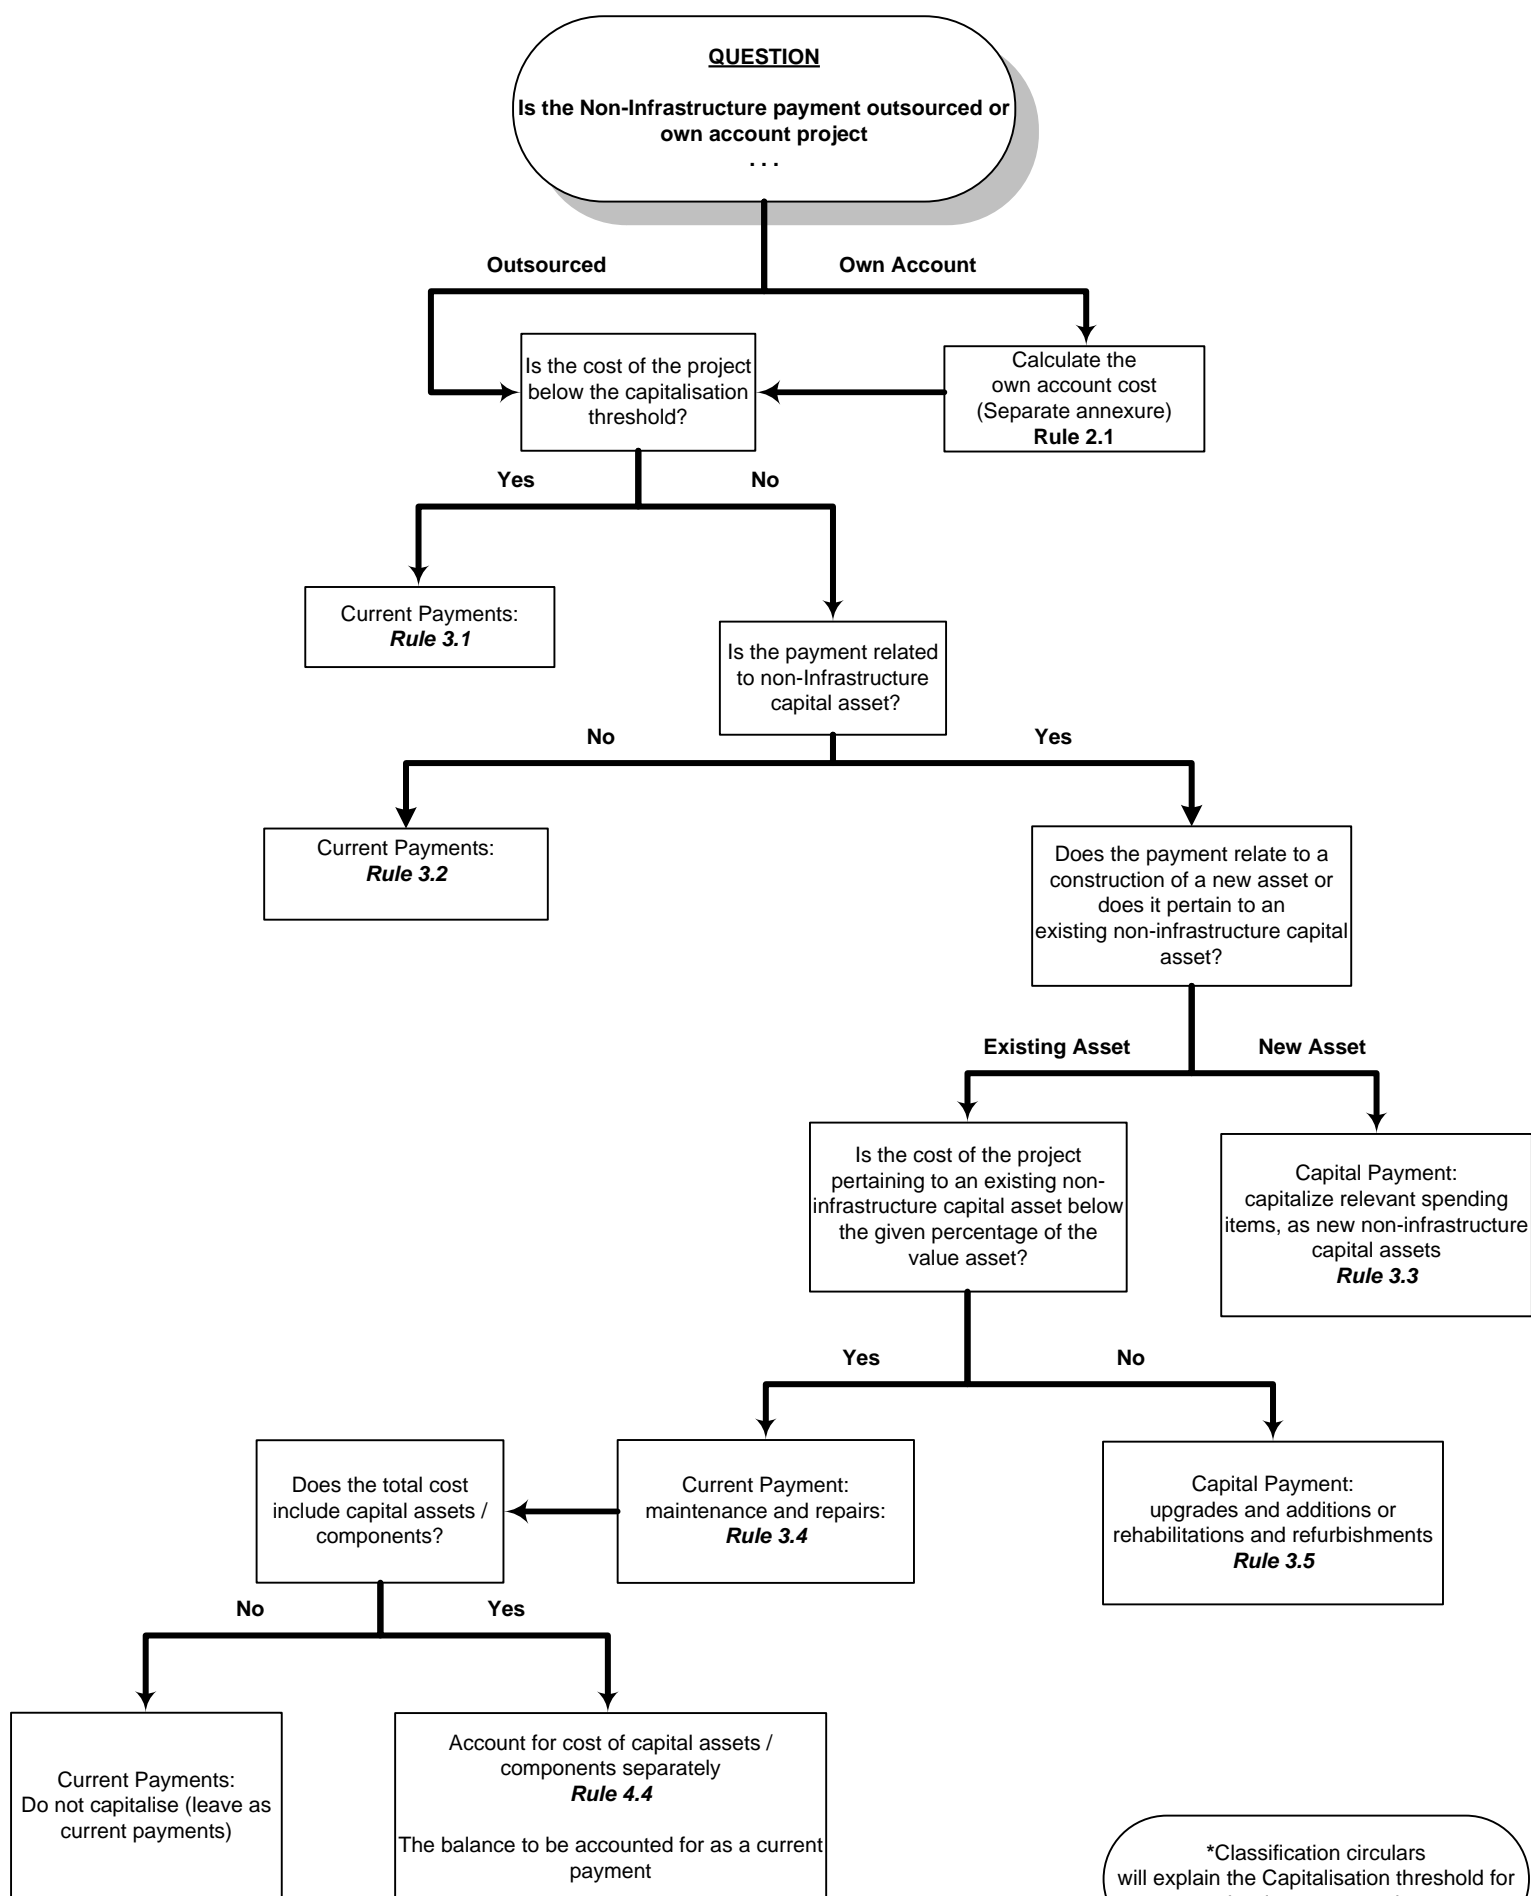 QUESTION
Is the Non-Infrastructure payment outsourced or
own account project
. . .
Outsourced
Own Account
Is the cost of the project
below the capitalisation
threshold?
Calculate the
own account cost
(Separate annexure)
Rule 2.1
Yes
No
Current Payments:
Rule 3.1
Is the payment related
to non-Infrastructure
capital asset?
No
Yes
Current Payments:
Rule 3.2
Does the payment relate to a
construction of a new asset or
does it pertain to an
existing non-infrastructure capital
asset?
Existing Asset
New Asset
Is the cost of the project
pertaining to an existing non-
infrastructure capital asset below
the given percentage of the
value asset?
Capital Payment:
capitalize relevant spending
items, as new non-infrastructure
capital assets
Rule 3.3
Yes
No
Does the total cost
include capital assets /
components?
Current Payment:
maintenance and repairs:
Rule 3.4
Capital Payment:
upgrades and additions or
rehabilitations and refurbishments
Rule 3.5
No
Yes
Current Payments:
Do not capitalise (leave as
current payments)
Account for cost of capital assets /
components separately
Rule 4.4
The balance to be accounted for as a current
payment
*Classification circulars
will explain the Capitalisation threshold for